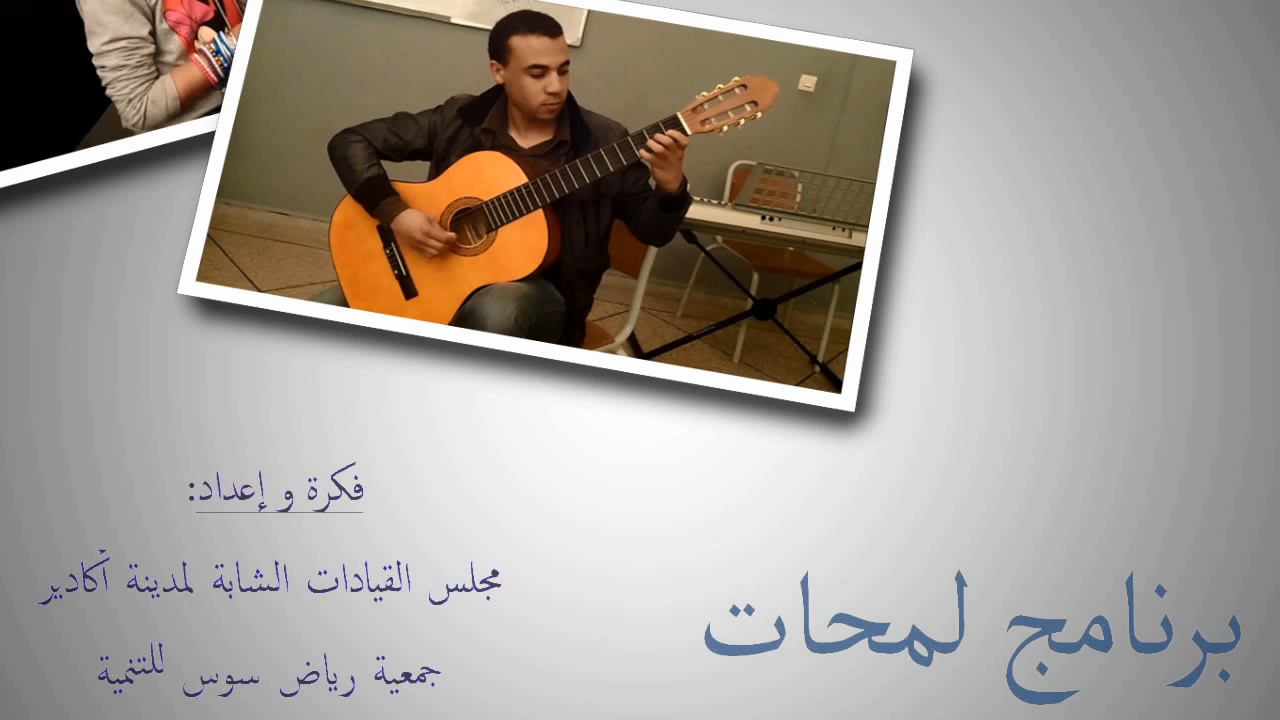 فكرة و إعداد:
مجلس القيادات الشابة لمدينة أكادير
جمعية رياض سوس للتنمية
برنامج لمحات